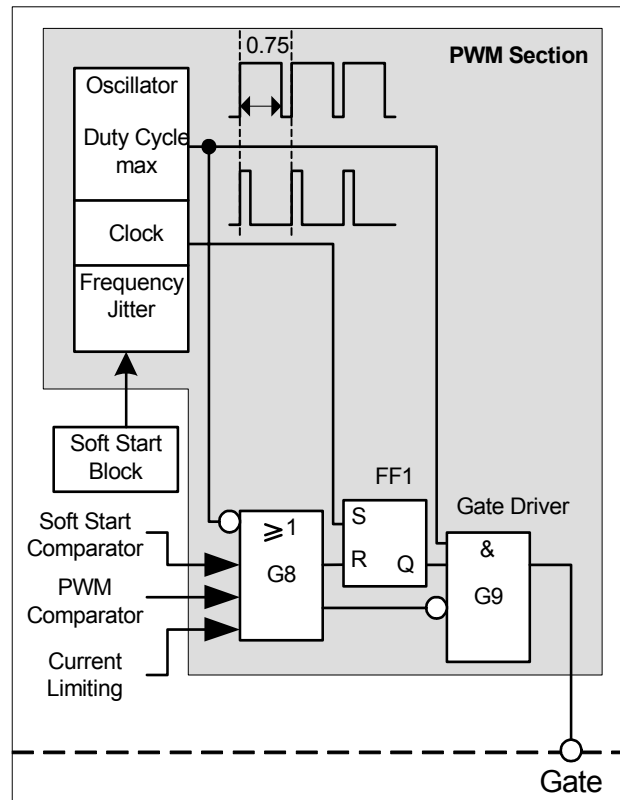 0.75
PWM Section
Oscillator
Duty Cycle
max
Clock
Frequency
Jitter
Soft Start
Block
FF1
Gate Driver
Soft Start
Comparator
PWM
Comparator
Current
Limiting
≥1
G8
S
R
Q
&
G9
Gate